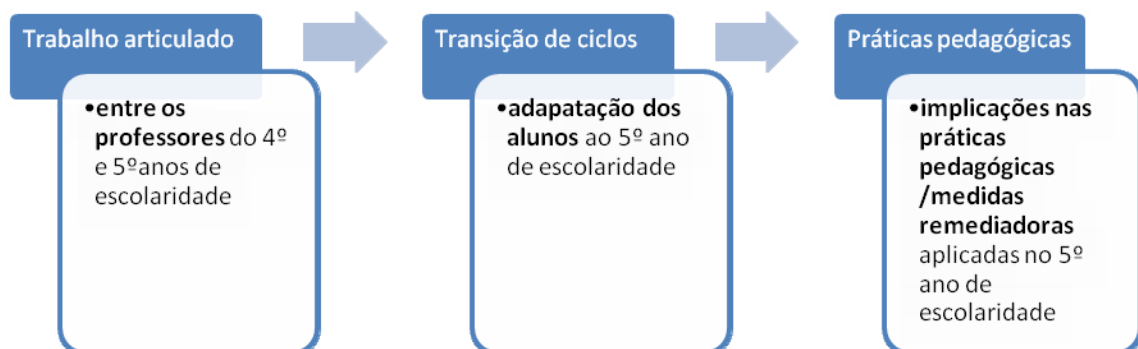 Trabalho articulado
•entre os
professores do 4º
e 5ºanos de
escolaridade
Transição de ciclos
•adapatação dos
alunos ao 5º ano
de escolaridade
Práticas pedagógicas
•implicações nas
práticas
pedagógicas
/medidas
remediadoras
aplicadas no 5º
ano de
escolaridade